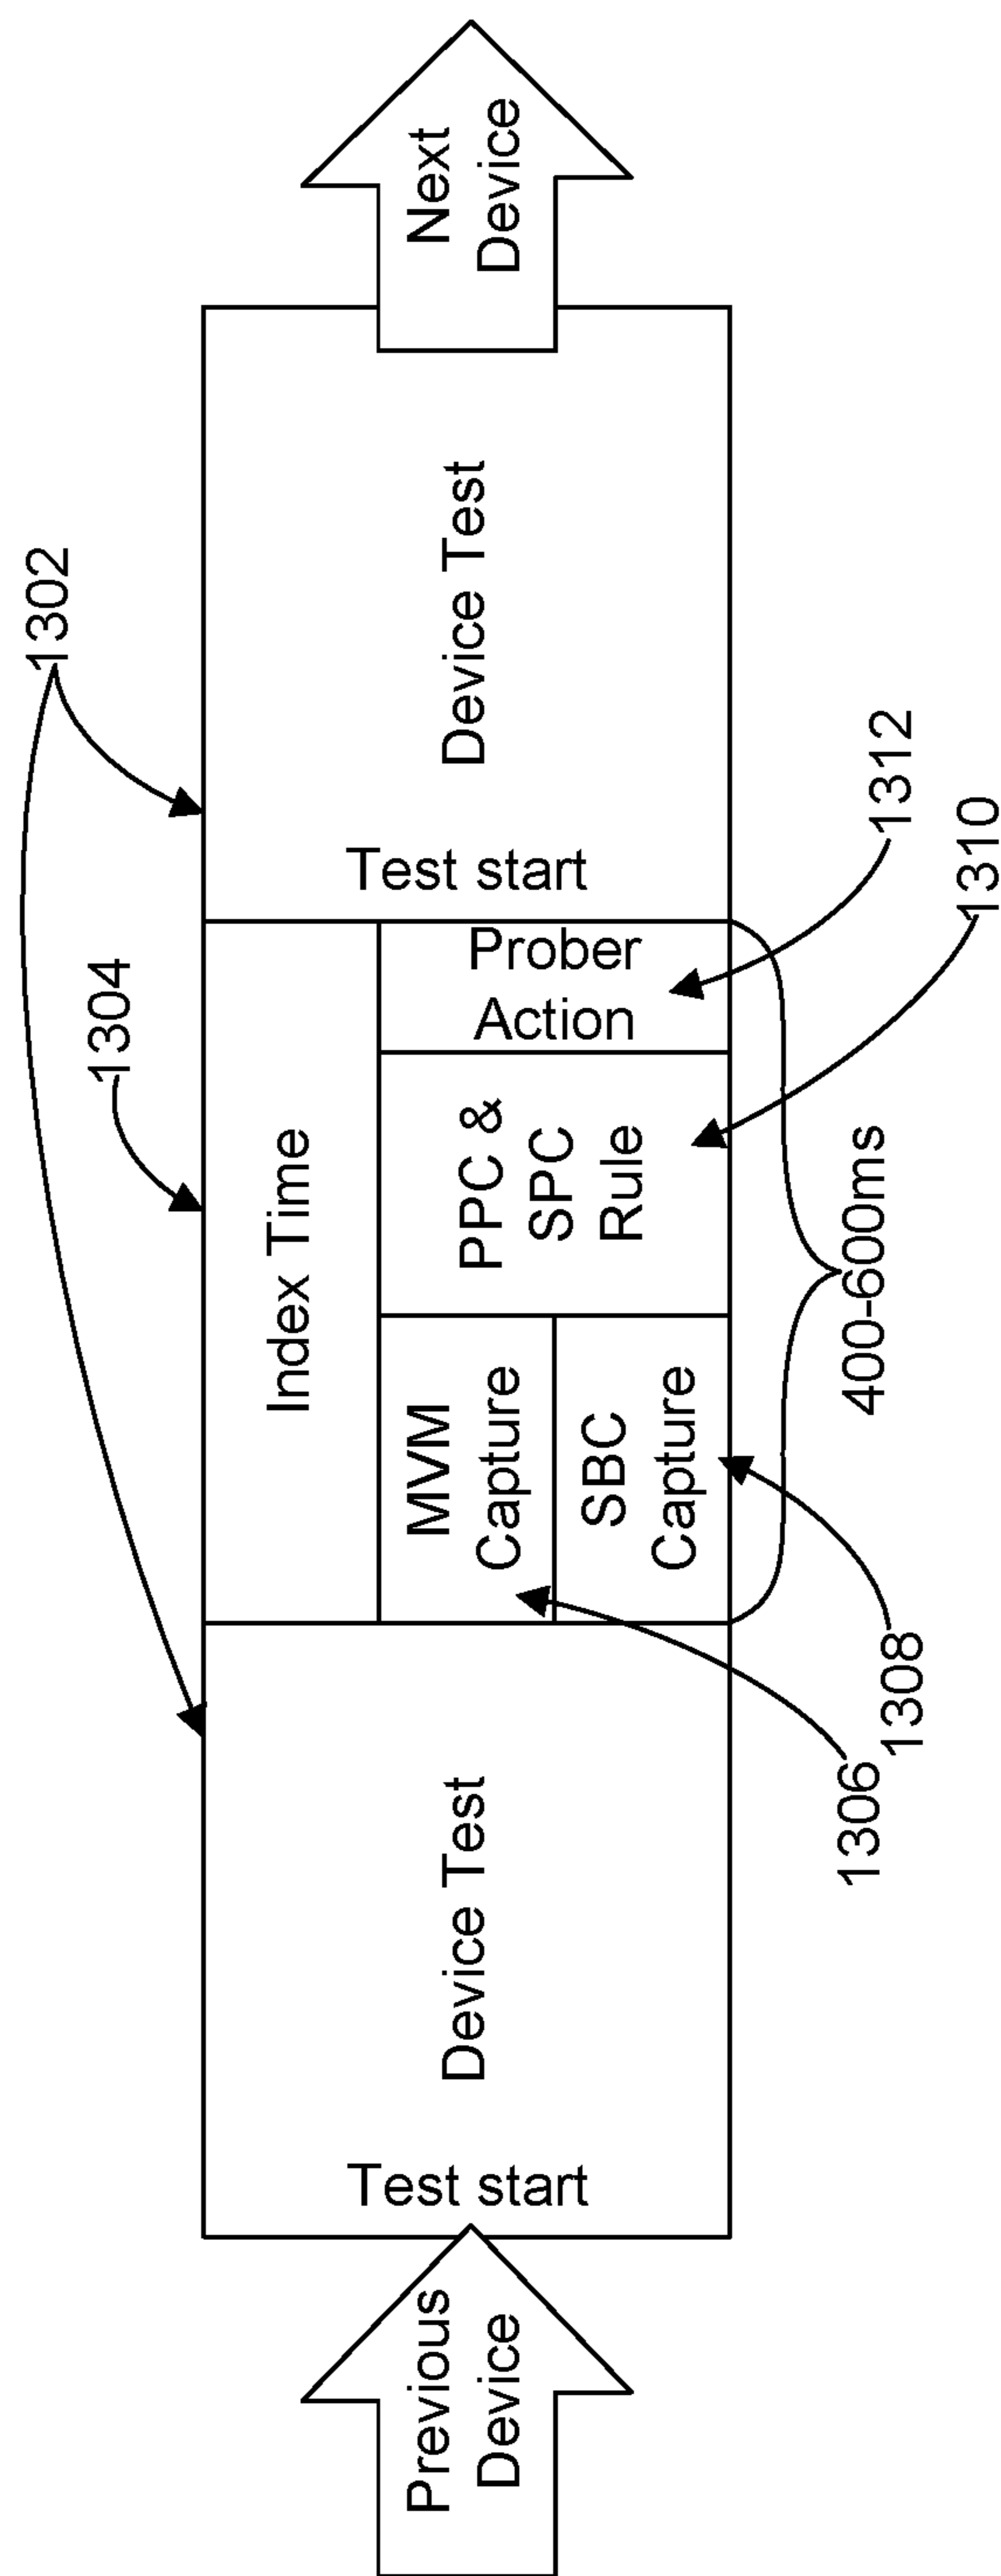 1302
1304
Previous
Device
Test start
Device Test
Index Time
MVM
Capture
SBC
Capture
PPC &
SPC
Rule
Prober
Action
Test start
Device Test
Next
Device
1306
1308
400-600ms
1310
1312